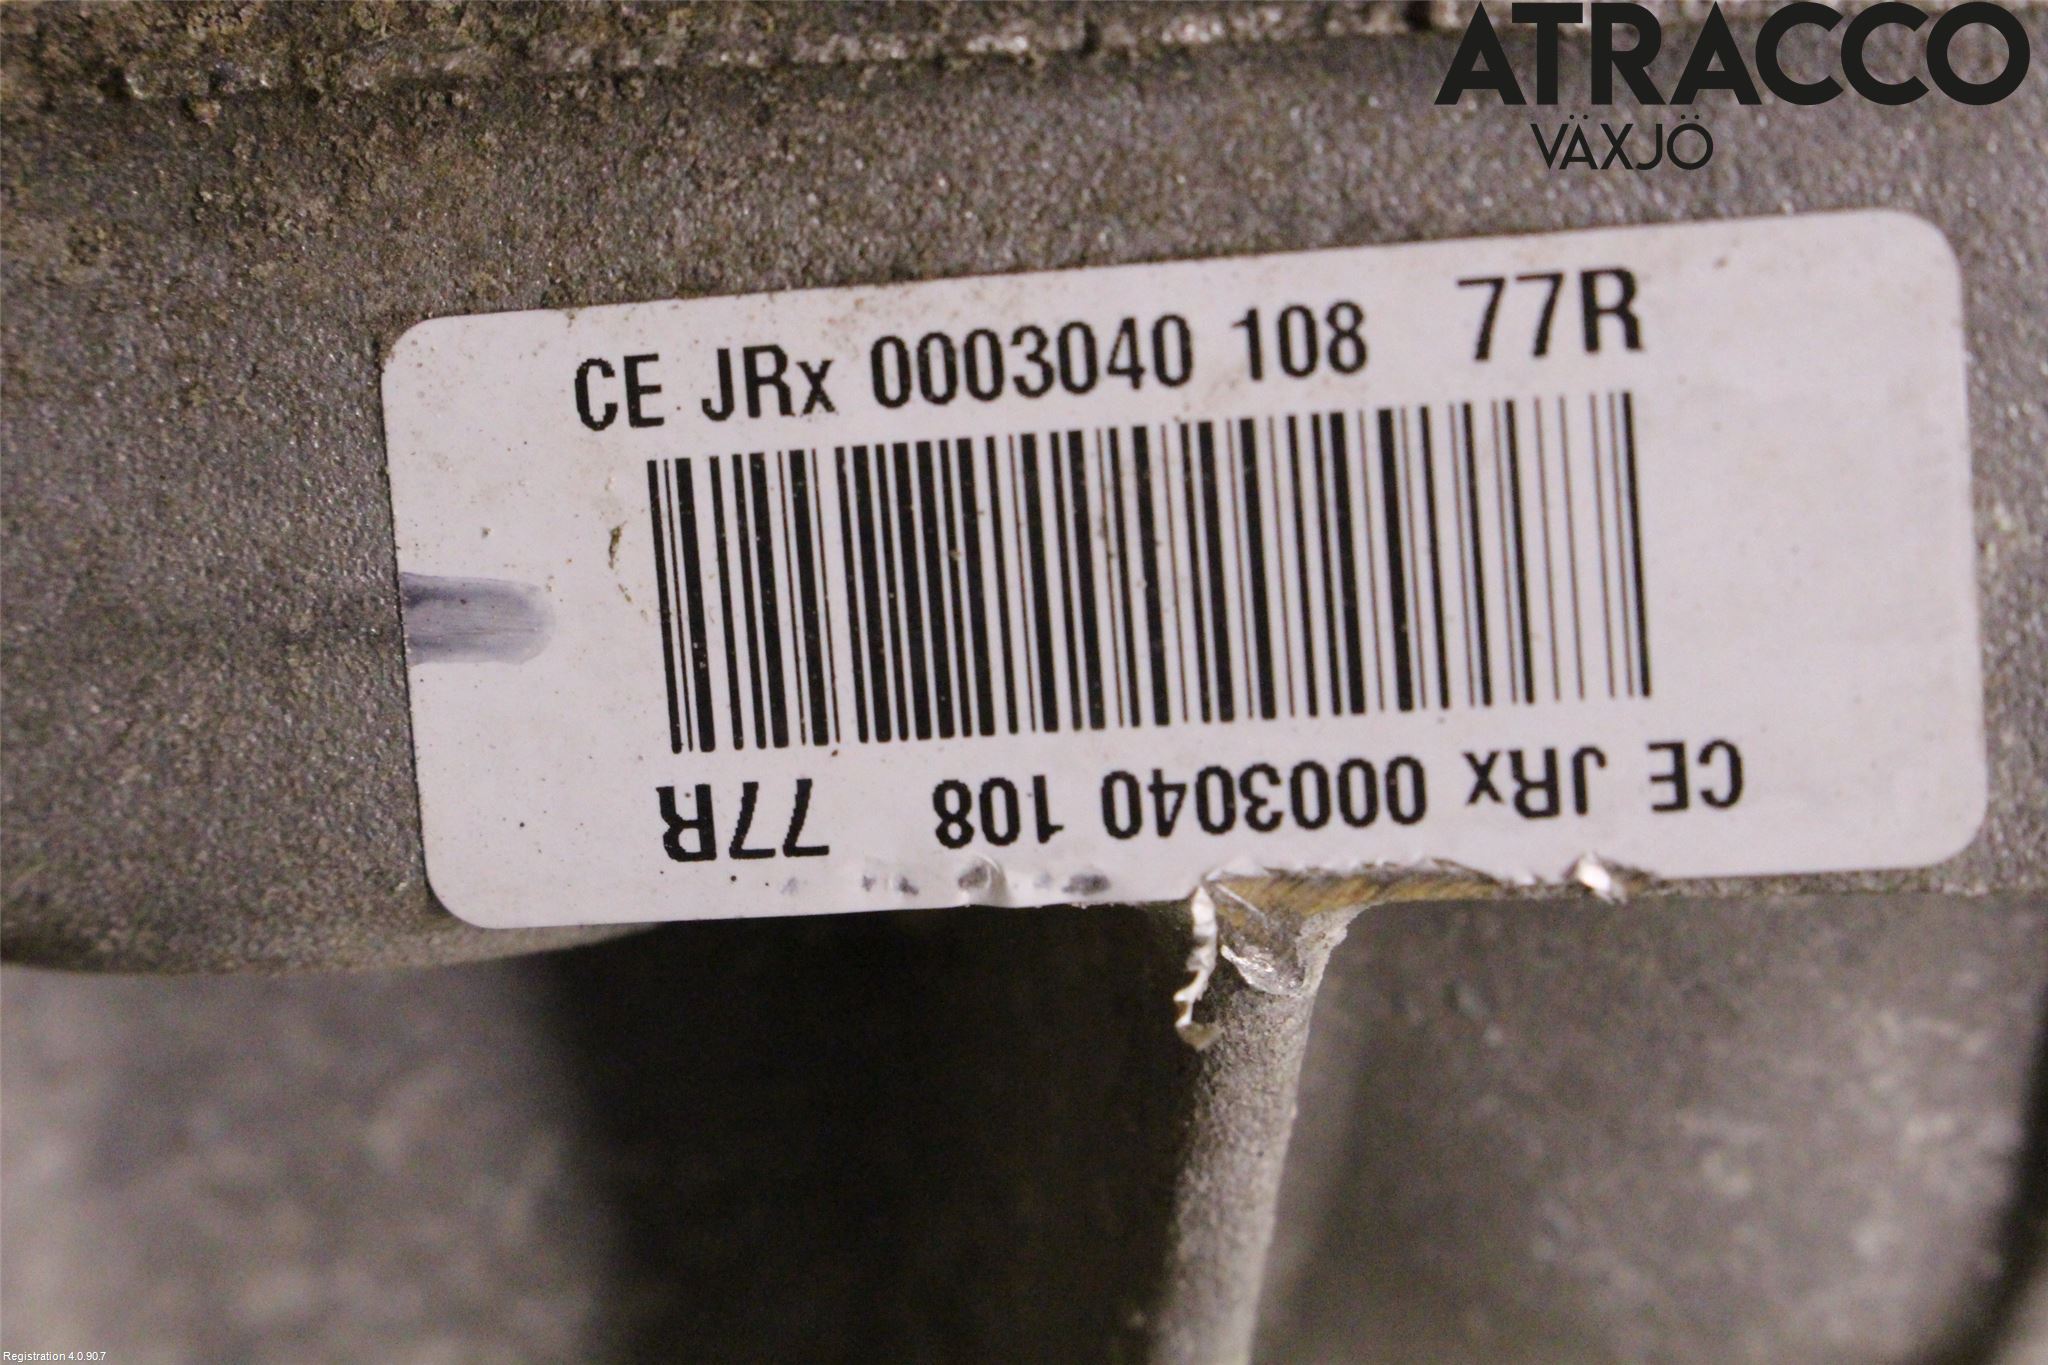 ATRACCO
VÄXJÖ
CE JRx 0003040 108 77R
CE JRx 0003040 108 77R
Registration 4.0.90.7